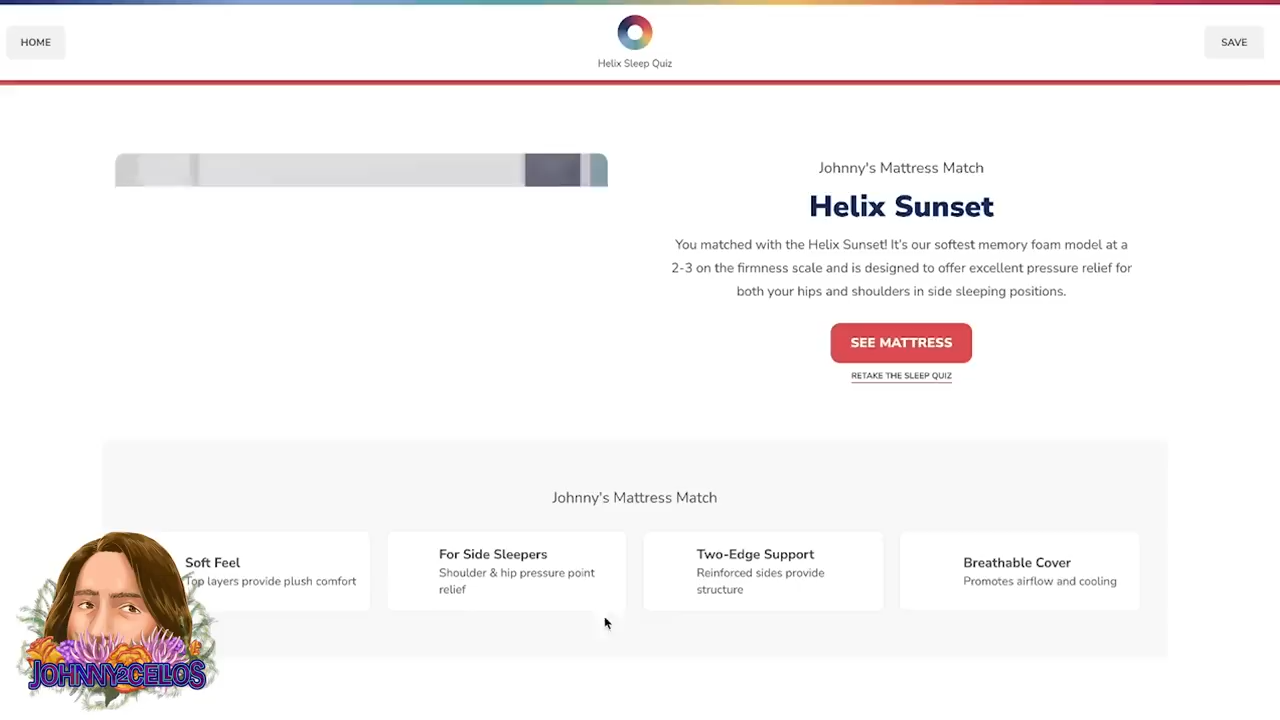 HOME
Helix Sleep Quiz
SAVE
Johnny's Mattress Match
Helix Sunset
You matched with the Helix Sunset! It's our softest memory foam model at a
2-3 on the firmness scale and is designed to offer excellent pressure relief for
both your hips and shoulders in side sleeping positions.
SEE MATTRESS
RETAKE THE SLEEP QUIZ
Johnny's Mattress Match
Soft Feel
Top layers provide plush comfort
For Side Sleepers
Shoulder & hip pressure point
relief
Two-Edge Support
Reinforced sides provide
structure
Breathable Cover
Promotes airflow and cooling
JOHNNY2CELLOS